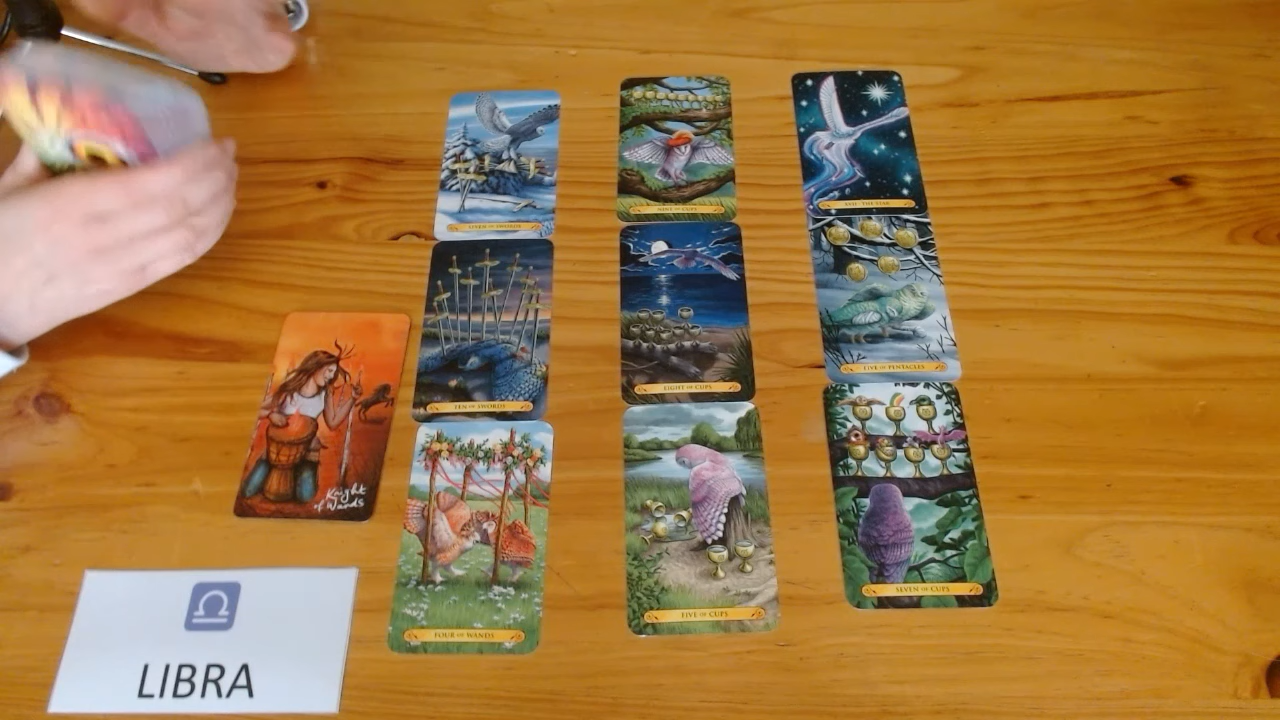 SEVEN OF SWORDS
NINE OF CUPS
XVII · THE STAR
TEN OF SWORDS
EIGHT OF CUPS
FIVE OF PENTACLES
Knight
of Wands
FOUR OF WANDS
FIVE OF CUPS
SEVEN OF CUPS
LIBRA